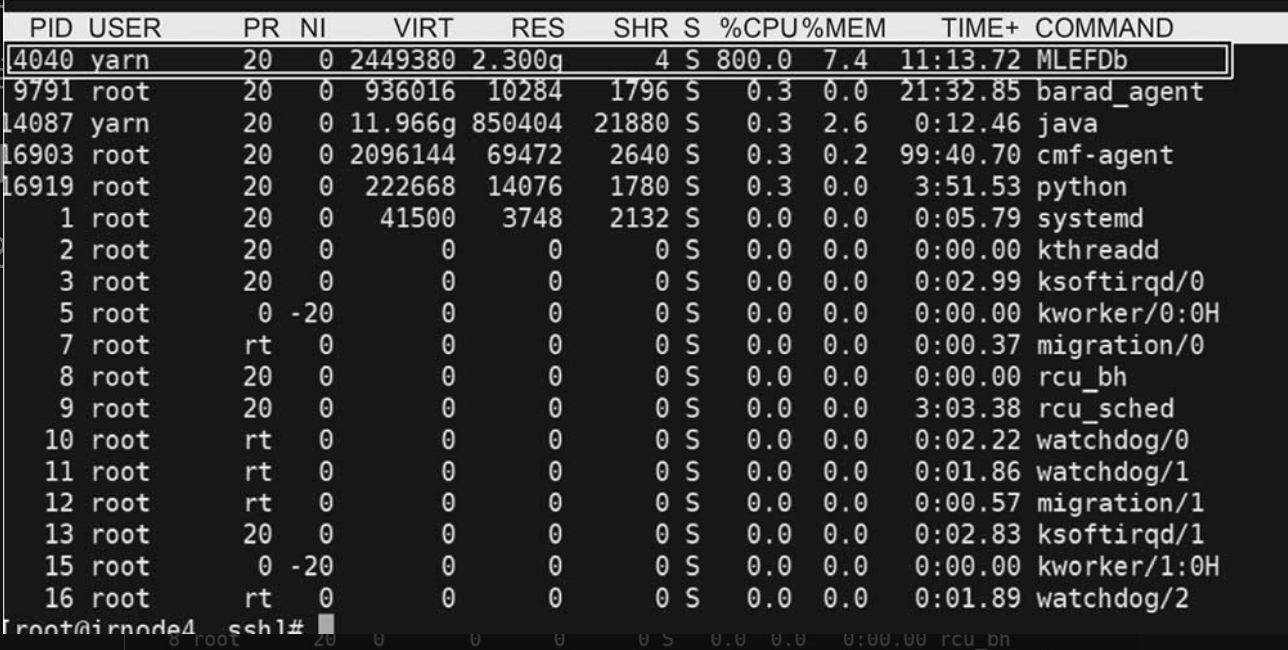 PID USER PR NI VIRT RES SHR S %CPU%MEM TIME+ COMMAND
4040 yarn 20 0 2449380 2.300g 4 S 800.0 7.4 11:13.72 MLEFDb
9791 root 20 0 936016 10284 1796 S 0.3 0.0 21:32.85 barad_agent
14087 yarn 20 0 11.966g 850404 21880 S 0.3 2.6 0:12.46 java
16903 root 20 0 2096144 69472 2640 S 0.3 0.2 99:40.70 cmf-agent
16919 root 20 0 222668 14076 1780 S 0.3 0.0 3:51.53 python
1 root 20 0 41500 3748 2132 S 0.0 0.0 0:05.79 systemd
2 root 20 0 0 0 0 S 0.0 0.0 0:00.00 kthreadd
3 root 20 0 0 0 0 S 0.0 0.0 0:02.99 ksoftirqd/0
5 root 0 -20 0 0 0 S 0.0 0.0 0:00.00 kworker/0:0H
7 root rt 0 0 0 0 S 0.0 0.0 0:00.37 migration/0
8 root 20 0 0 0 0 S 0.0 0.0 0:00.00 rcu_bh
9 root 20 0 0 0 0 S 0.0 0.0 3:03.38 rcu_sched
10 root rt 0 0 0 0 S 0.0 0.0 0:02.22 watchdog/0
11 root rt 0 0 0 0 S 0.0 0.0 0:01.86 watchdog/1
12 root rt 0 0 0 0 S 0.0 0.0 0:00.57 migration/1
13 root 20 0 0 0 0 S 0.0 0.0 0:02.83 ksoftirqd/1
15 root 0 -20 0 0 0 S 0.0 0.0 0:00.00 kworker/1:0H
16 root rt 0 0 0 0 S 0.0 0.0 0:01.89 watchdog/2
[root@irnode4 .ssh]#
8 root 20 0 0 0 0 S 0.0 0.0 0:00.00 rcu_bh